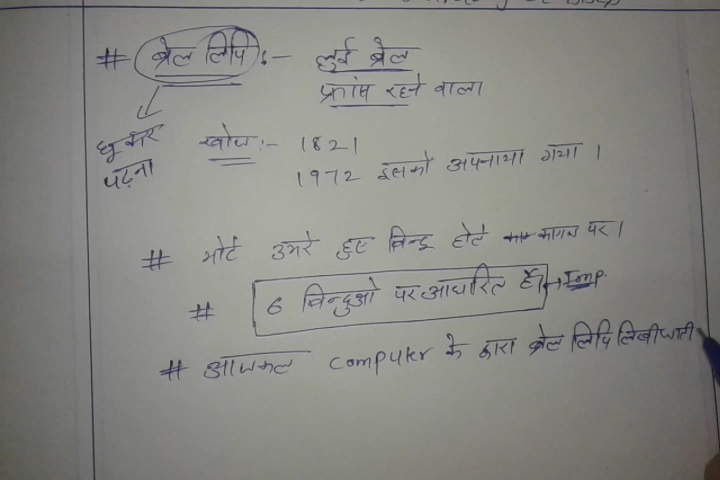 # ब्रेल लिपि :- लुई ब्रेल
फ्रांष रहने वाला
छू कर पढ़ना
खोज :- 1821
1972 इसको अपनाया गया ।
# मोटे उभरे हुए बिन्दु होते कागज पर ।
# 6 बिन्दुओ पर आधारित है। → Imp.
# आजकल computer के द्वारा ब्रेल लिपि लिखी जाती